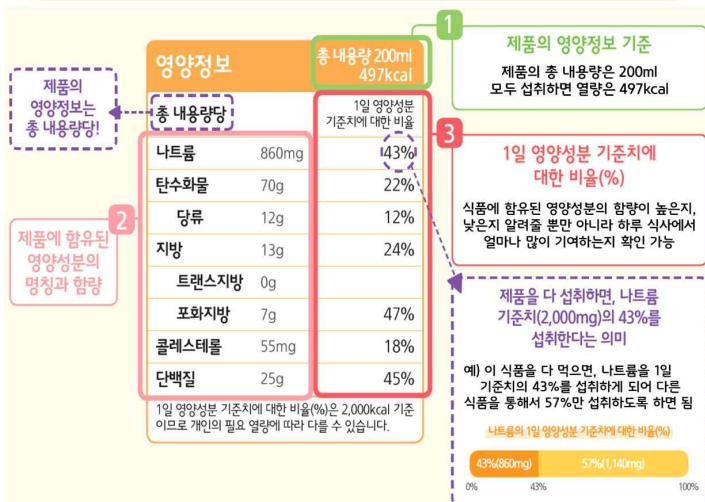 1
제품의 영양정보 기준
제품의 총 내용량은 200ml
모두 섭취하면 열량은 497kcal
제품의
영양정보는
총 내용량당!
영양정보
총 내용량 200ml
497kcal
총 내용량당
1일 영양성분
기준치에 대한 비율
나트륨 860mg 43%
탄수화물 70g 22%
당류 12g 12%
지방 13g 24%
트랜스지방 0g
포화지방 7g 47%
콜레스테롤 55mg 18%
단백질 25g 45%
1일 영양성분 기준치에 대한 비율(%)은 2,000kcal 기준
이므로 개인의 필요 열량에 따라 다를 수 있습니다.
2
제품에 함유된
영양성분의
명칭과 함량
3
1일 영양성분 기준치에
대한 비율(%)
식품에 함유된 영양성분의 함량이 높은지,
낮은지 알려줄 뿐만 아니라 하루 식사에서
얼마나 많이 기여하는지 확인 가능
제품을 다 섭취하면, 나트륨
기준치(2,000mg)의 43%를
섭취한다는 의미
예) 이 식품을 다 먹으면, 나트륨을 1일
기준치의 43%를 섭취하게 되어 다른
식품을 통해서 57%만 섭취하도록 하면 됨
나트륨의 1일 영양성분 기준치에 대한 비율(%)
43%(860mg) 57%(1,140mg)
0% 43% 100%